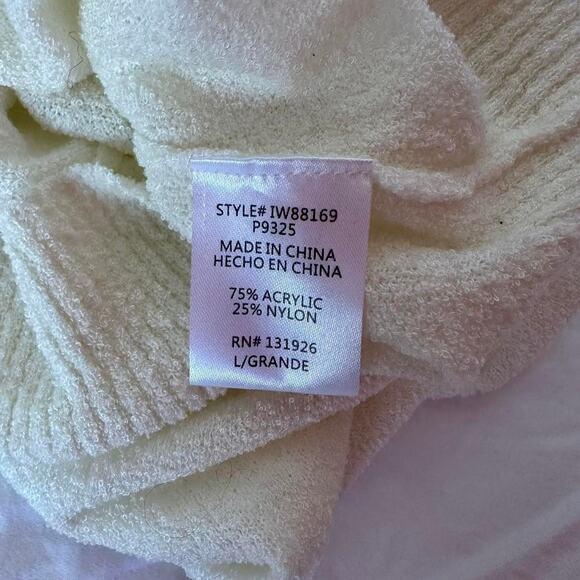 STYLE# IW88169
P9325
MADE IN CHINA
HECHO EN CHINA
75% ACRYLIC
25% NYLON
RN# 131926
L/GRANDE